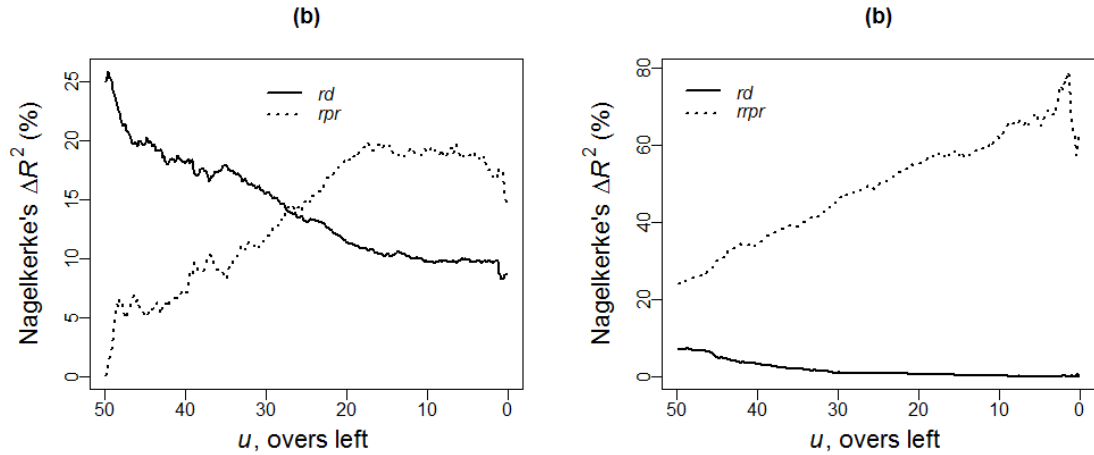 (b)
Nagelkerke's ΔR² (%)
25
20
15
10
5
0
rd
rpr
50 40 30 20 10 0
u, overs left
(b)
Nagelkerke's ΔR² (%)
80
60
40
20
0
rd
rrpr
50 40 30 20 10 0
u, overs left